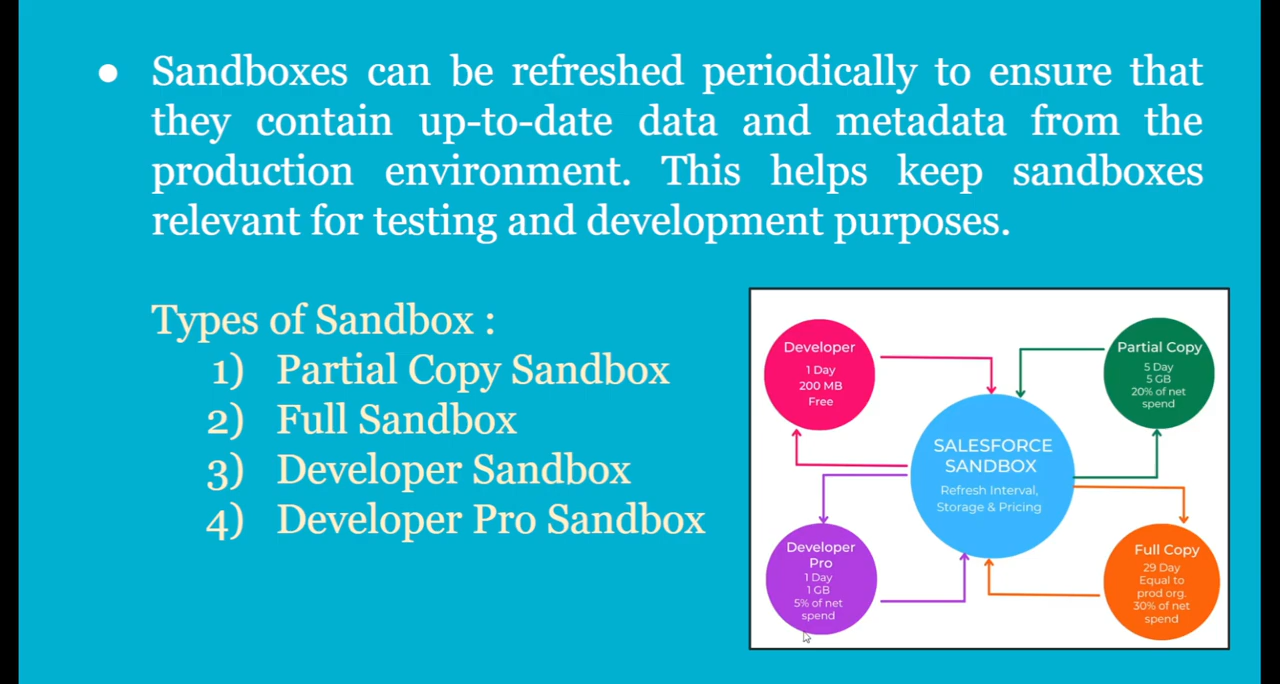 ● Sandboxes can be refreshed periodically to ensure that
they contain up-to-date data and metadata from the
production environment. This helps keep sandboxes
relevant for testing and development purposes.
Types of Sandbox :
1) Partial Copy Sandbox
2) Full Sandbox
3) Developer Sandbox
4) Developer Pro Sandbox
Developer
1 Day
200 MB
Free
Partial Copy
5 Day
5 GB
20% of net
spend
SALESFORCE
SANDBOX
Refresh Interval,
Storage & Pricing
Developer
Pro
1 Day
1 GB
5% of net
spend
Full Copy
29 Day
Equal to
prod org.
30% of net
spend